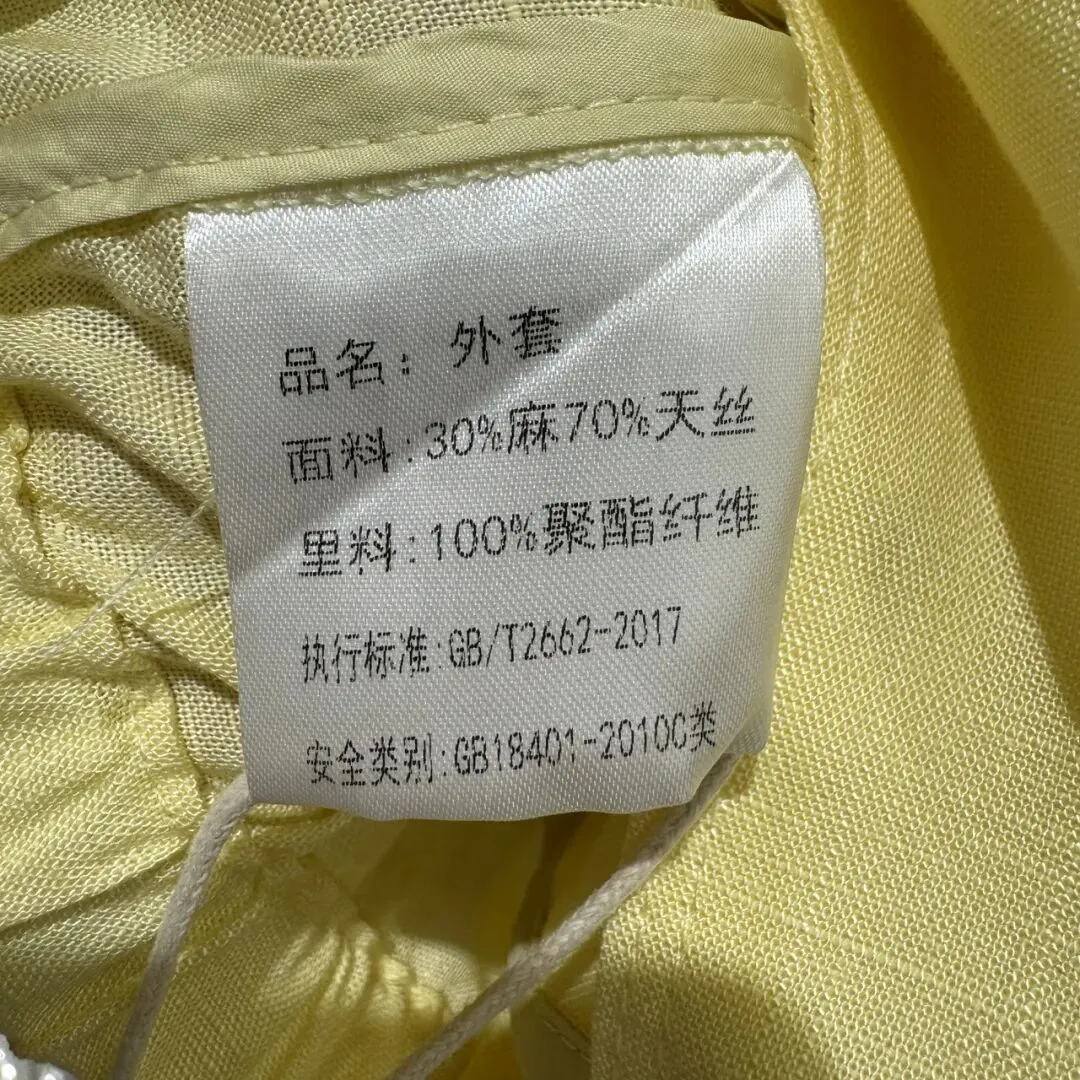 品名：外套
面料:30%麻70%天丝
里料:100%聚酯纤维
执行标准:GB/T2662-2017
安全类别:GB18401-2010C类